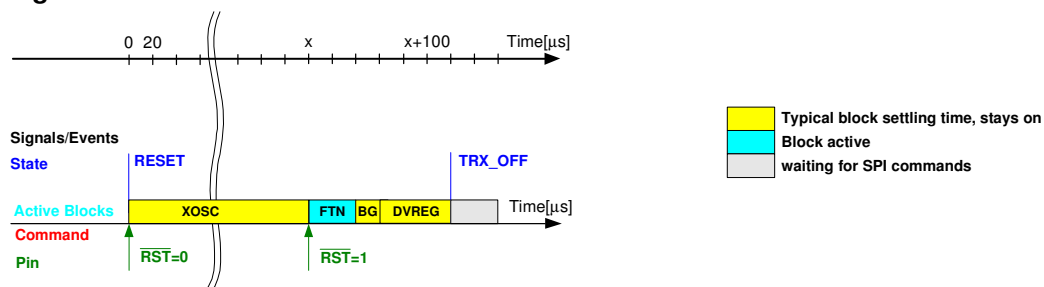 0 20 x x+100 Time[µs]
Signals/Events
State RESET TRX_OFF
Active Blocks XOSC FTN BG DVREG Time[µs]
Command
Pin RST=0 RST=1
Typical block settling time, stays on
Block active
waiting for SPI commands